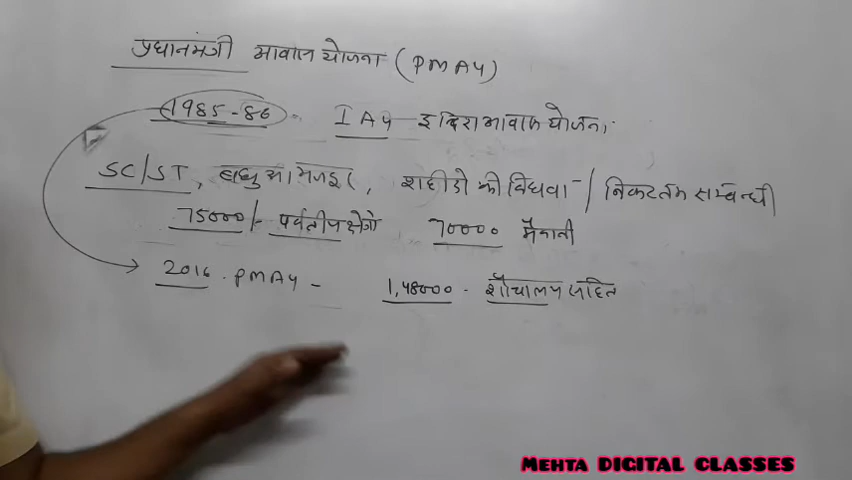 प्रधानमंत्री आवास योजना (PMAY)
1985-86 - IAY इन्दिरा आवास योजना
SC/ST, बंधुआ मजदूर, शहीदो की विधवा -/ निकटतम सम्बन्धी
75000/- पर्वतीय क्षेत्रो 70000 मैदानी
2016 . PMAY - 1,48000 - शौचालय सहित
MEHTA DIGITAL CLASSES